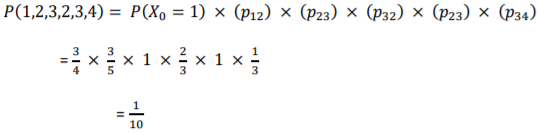 P(1,2,3,2,3,4) = P(X₀ = 1) × (p₁₂) × (p₂₃) × (p₃₂) × (p₂₃) × (p₃₄)
= 3/4 × 3/5 × 1 × 2/3 × 1 × 1/3
= 1/10